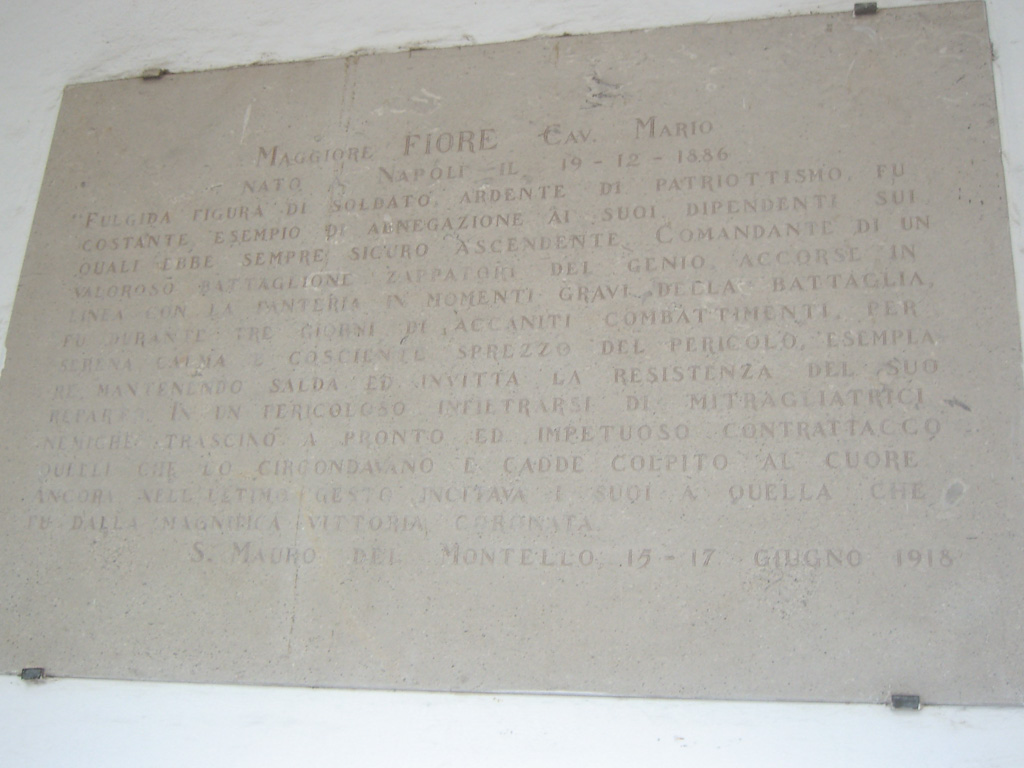 MAGGIORE FIORE CAV. MARIO
NATO A NAPOLI IL 19-12-1886
"FULGIDA FIGURA DI SOLDATO, ARDENTE DI PATRIOTTISMO, FU
COSTANTE ESEMPIO DI ABNEGAZIONE AI SUOI DIPENDENTI SUI
QUALI EBBE SEMPRE SICURO ASCENDENTE. COMANDANTE DI UN
VALOROSO BATTAGLIONE ZAPPATORI DEL GENIO, ACCORSE IN
LINEA CON LA FANTERIA IN MOMENTI GRAVI DELLA BATTAGLIA,
FU DURANTE TRE GIORNI DI ACCANITI COMBATTIMENTI, PER
SERENA CALMA E COSCIENTE SPREZZO DEL PERICOLO, ESEMPLA
RE, MANTENENDO SALDA ED INVITTA LA RESISTENZA DEL SUO
REPARTO. IN UN PERICOLOSO INFILTRARSI DI MITRAGLIATRICI
NEMICHE, TRASCINÒ A PRONTO ED IMPETUOSO CONTRATTACCO
QUELLI CHE LO CIRCONDAVANO E CADDE COLPITO AL CUORE
ANCORA NELL'ULTIMO GESTO INCITAVA I SUOI A QUELLA CHE
FU DALLA MAGNIFICA VITTORIA CORONATA.
S. MAURO DEL MONTELLO, 15-17 GIUGNO 1918